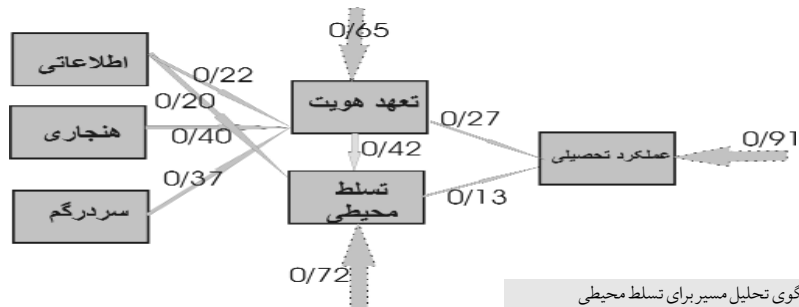 0/65
اطلاعاتی
0/22
تعهد هویت
0/20
0/27
هنجاری
0/40
0/42
عملکرد تحصیلی
0/91
0/37
تسلط
محیطی
0/13
سردرگم
0/72
گوی تحلیل مسیر برای تسلط محیطی